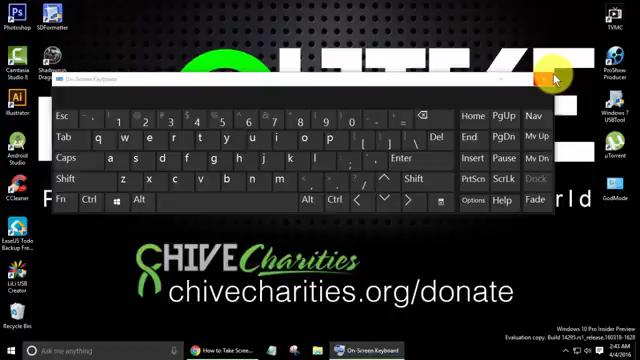 Photoshop
SDFormatter
TVMC
Camtasia Studio 8
Shadowrun Drago
ProShow Producer
Illustrator
Windows 7 USBTool
Android Studio
µTorrent
CCleaner
GodMode
EaseUS Todo Backup Free
LiLi USB Creator
Recycle Bin
On-Screen Keyboard
Esc ~ ` ! 1 @ 2 # 3 $ 4 % 5 ^ 6 & 7 * 8 ( 9 ) 0 _ - + = Home PgUp Nav
Tab q w e r t y u i o p { [ } ] | \ Del End PgDn Mv Up
Caps a s d f g h j k l : ; " ' Enter Insert Pause Mv Dn
Shift z x c v b n m < , > . ? / Shift PrtScn ScrLk Dock
Fn Ctrl Alt Alt Ctrl Options Help Fade
CHIVE Charities
chivecharities.org/donate
Windows 10 Pro Insider Preview
Evaluation copy. Build 14295.rs1_release.160318-1628
Ask me anything
How to Take Scree...
On-Screen Keyboard
2:43 AM
4/4/2016